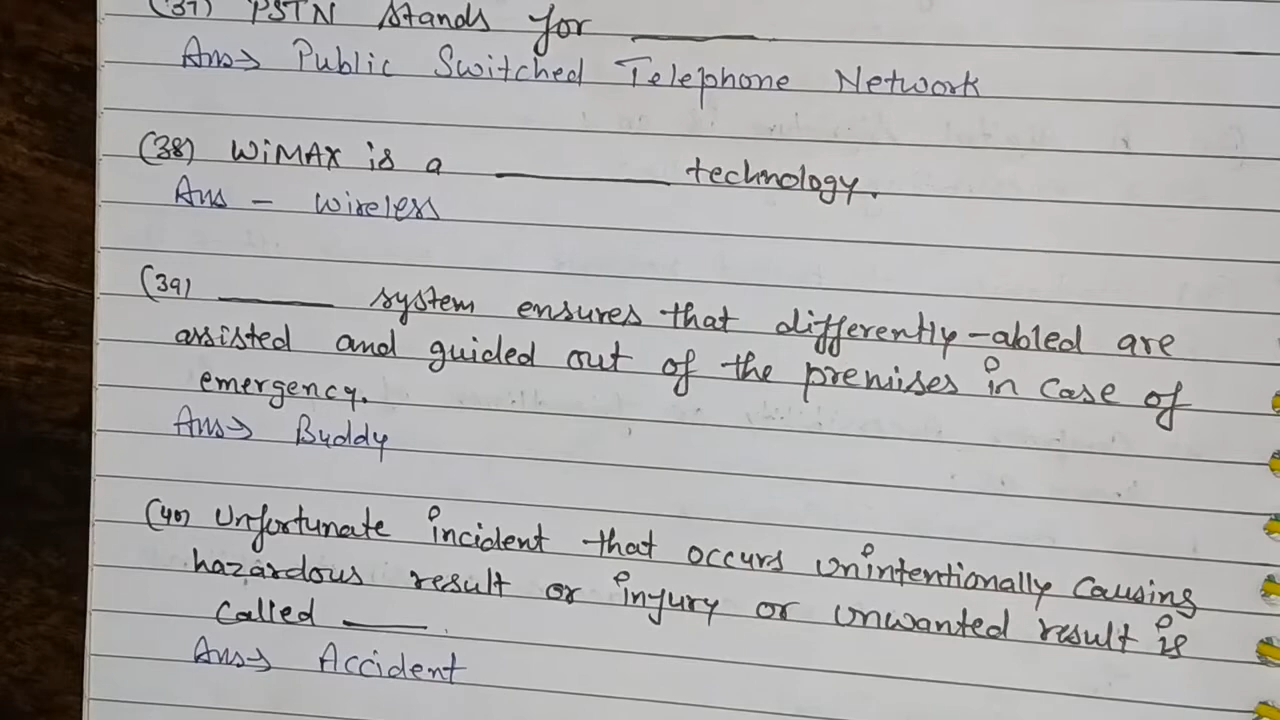 (37) PSTN stands for ______
Ans→ Public Switched Telephone Network
(38) WiMAX is a ______ technology.
Ans - Wireless
(39) ______ system ensures that differently-abled are
assisted and guided out of the premises in case of
emergency.
Ans→ Buddy
(40) Unfortunate incident that occurs unintentionally causing
hazardous result or injury or unwanted result is
called ____.
Ans→ Accident